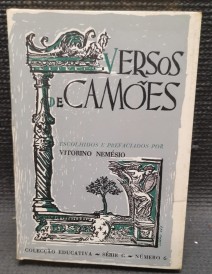 VERSOS
DE CAMÕES
ESCOLHIDOS E PREFACIADOS POR
VITORINO NEMÉSIO
COLECÇÃO EDUCATIVA – SÉRIE G – NÚMERO 6